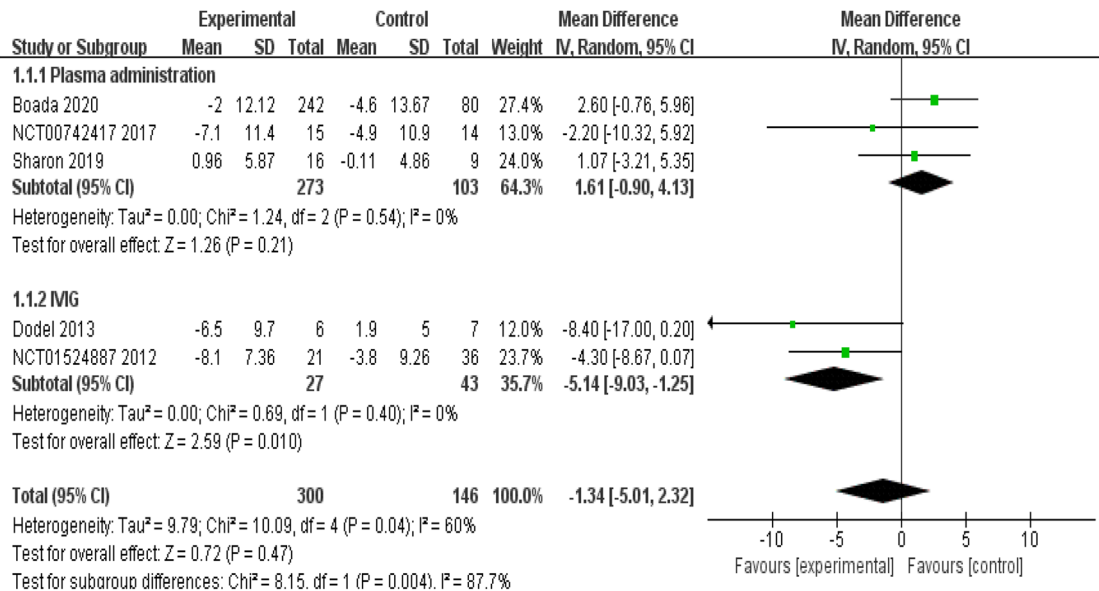 Experimental Control Mean Difference Mean Difference
Study or Subgroup Mean SD Total Mean SD Total Weight IV, Random, 95% CI IV, Random, 95% CI
1.1.1 Plasma administration
Boada 2020 -2 12.12 242 -4.6 13.67 80 27.4% 2.60 [-0.76, 5.96]
NCT00742417 2017 -7.1 11.4 15 -4.9 10.9 14 13.0% -2.20 [-10.32, 5.92]
Sharon 2019 0.96 5.87 16 -0.11 4.86 9 24.0% 1.07 [-3.21, 5.35]
Subtotal (95% CI) 273 103 64.3% 1.61 [-0.90, 4.13]
Heterogeneity: Tau² = 0.00; Chi² = 1.24, df = 2 (P = 0.54); I² = 0%
Test for overall effect: Z = 1.26 (P = 0.21)
1.1.2 IVIG
Dodel 2013 -6.5 9.7 6 1.9 5 7 12.0% -8.40 [-17.00, 0.20]
NCT01524887 2012 -8.1 7.36 21 -3.8 9.26 36 23.7% -4.30 [-8.67, 0.07]
Subtotal (95% CI) 27 43 35.7% -5.14 [-9.03, -1.25]
Heterogeneity: Tau² = 0.00; Chi² = 0.69, df = 1 (P = 0.40); I² = 0%
Test for overall effect: Z = 2.59 (P = 0.010)
Total (95% CI) 300 146 100.0% -1.34 [-5.01, 2.32]
Heterogeneity: Tau² = 9.79; Chi² = 10.09, df = 4 (P = 0.04); I² = 60%
Test for overall effect: Z = 0.72 (P = 0.47)
Test for subgroup differences: Chi² = 8.15, df = 1 (P = 0.004), I² = 87.7%
-10 -5 0 5 10
Favours [experimental] Favours [control]